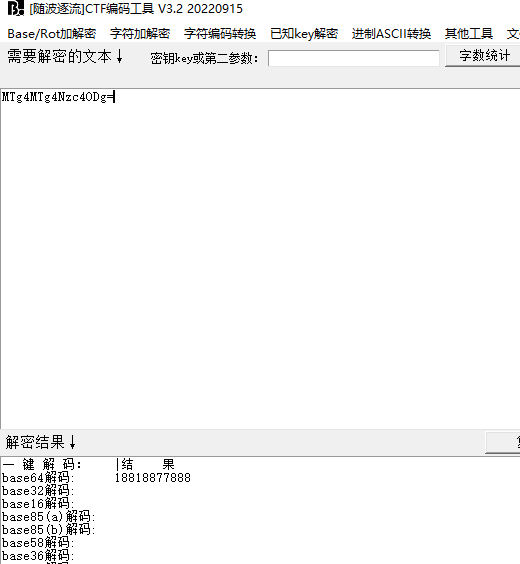 [随波逐流]CTF编码工具 V3.2 20220915
Base/Rot加解密 字符加解密 字符编码转换 已知key解密 进制ASCII转换 其他工具 文
需要解密的文本↓ 密钥key或第二参数: 字数统计
MTg4MTg4Nzc4ODg=
解密结果↓
一 键 解 码: |结 果
base64解码: 18818877888
base32解码:
base16解码:
base85(a)解码:
base85(b)解码:
base58解码:
base36解码: